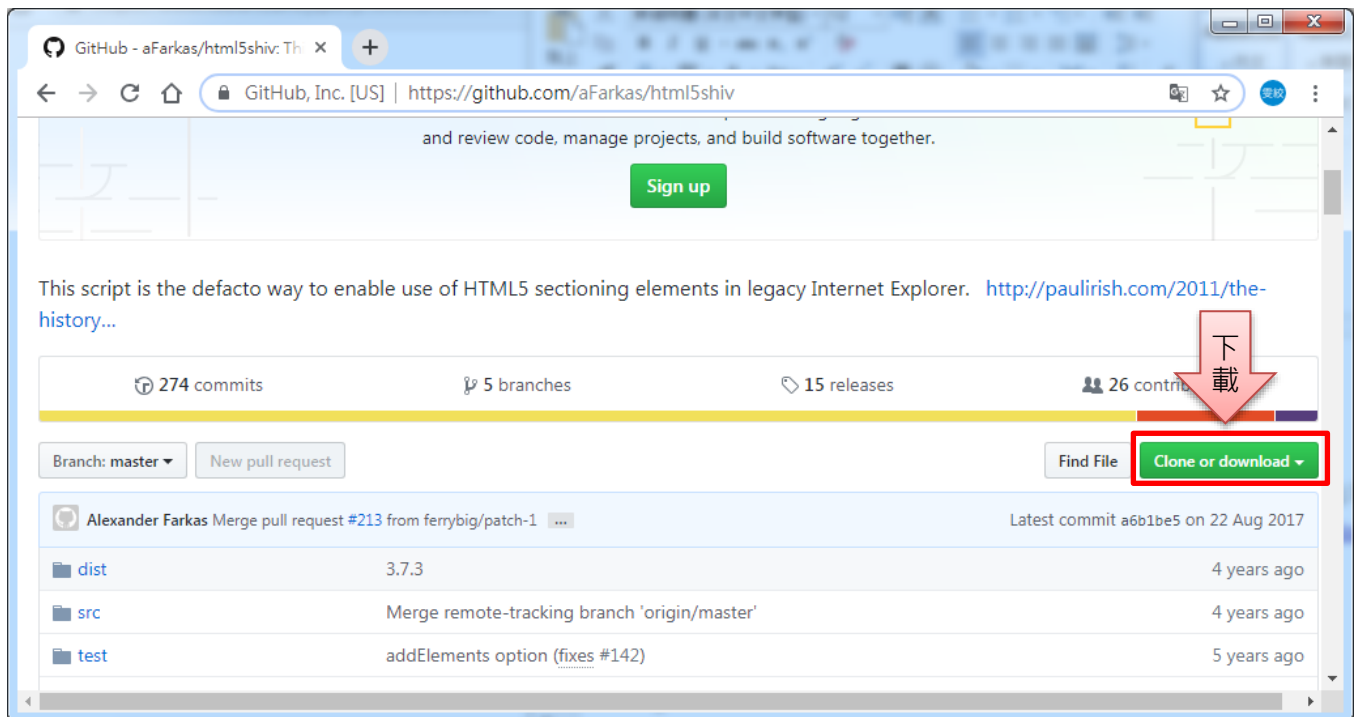 GitHub - aFarkas/html5shiv: Th
GitHub, Inc. [US] | https://github.com/aFarkas/html5shiv
雯絞
and review code, manage projects, and build software together.
Sign up
This script is the defacto way to enable use of HTML5 sectioning elements in legacy Internet Explorer. http://paulirish.com/2011/the-
history...
下
載
274 commits
5 branches
15 releases
26 contrib
Branch: master
New pull request
Find File
Clone or download
Alexander Farkas Merge pull request #213 from ferrybig/patch-1 ...
Latest commit a6b1be5 on 22 Aug 2017
dist 3.7.3 4 years ago
src Merge remote-tracking branch 'origin/master' 4 years ago
test addElements option (fixes #142) 5 years ago